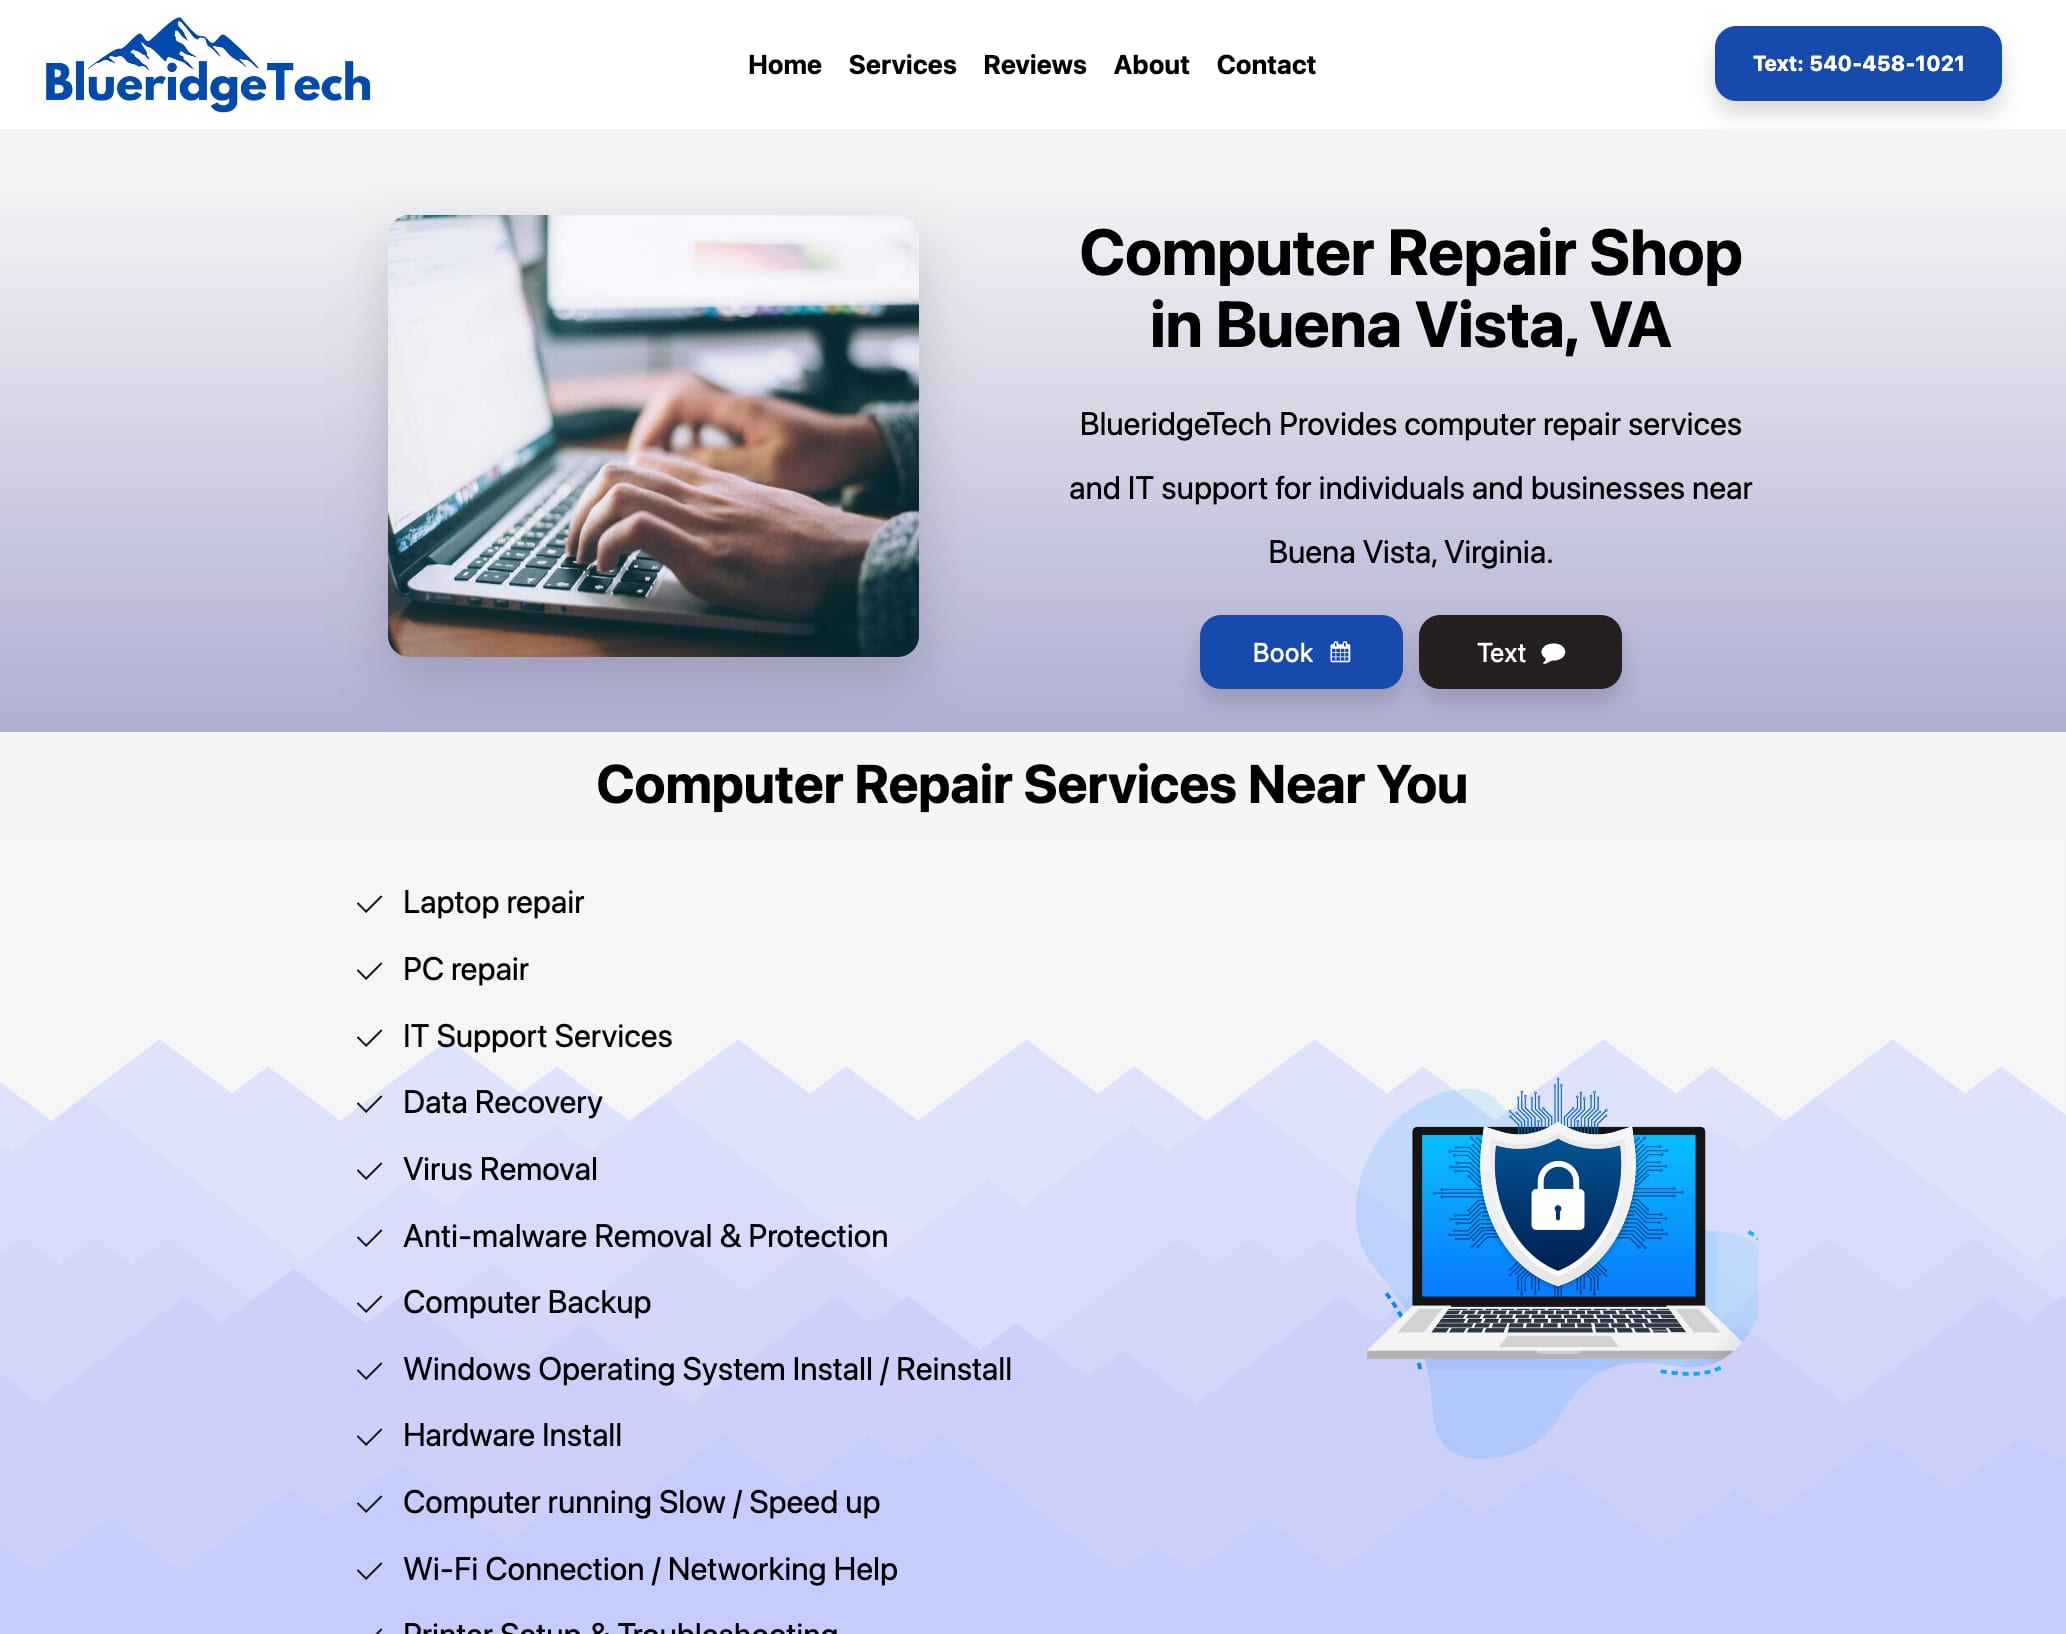 BlueridgeTech
Home Services Reviews About Contact
Text: 540-458-1021
Computer Repair Shop
in Buena Vista, VA
BlueridgeTech Provides computer repair services
and IT support for individuals and businesses near
Buena Vista, Virginia.
Book
Text
Computer Repair Services Near You
Laptop repair
PC repair
IT Support Services
Data Recovery
Virus Removal
Anti-malware Removal & Protection
Computer Backup
Windows Operating System Install / Reinstall
Hardware Install
Computer running Slow / Speed up
Wi-Fi Connection / Networking Help
Printer Setup & Troubleshooting